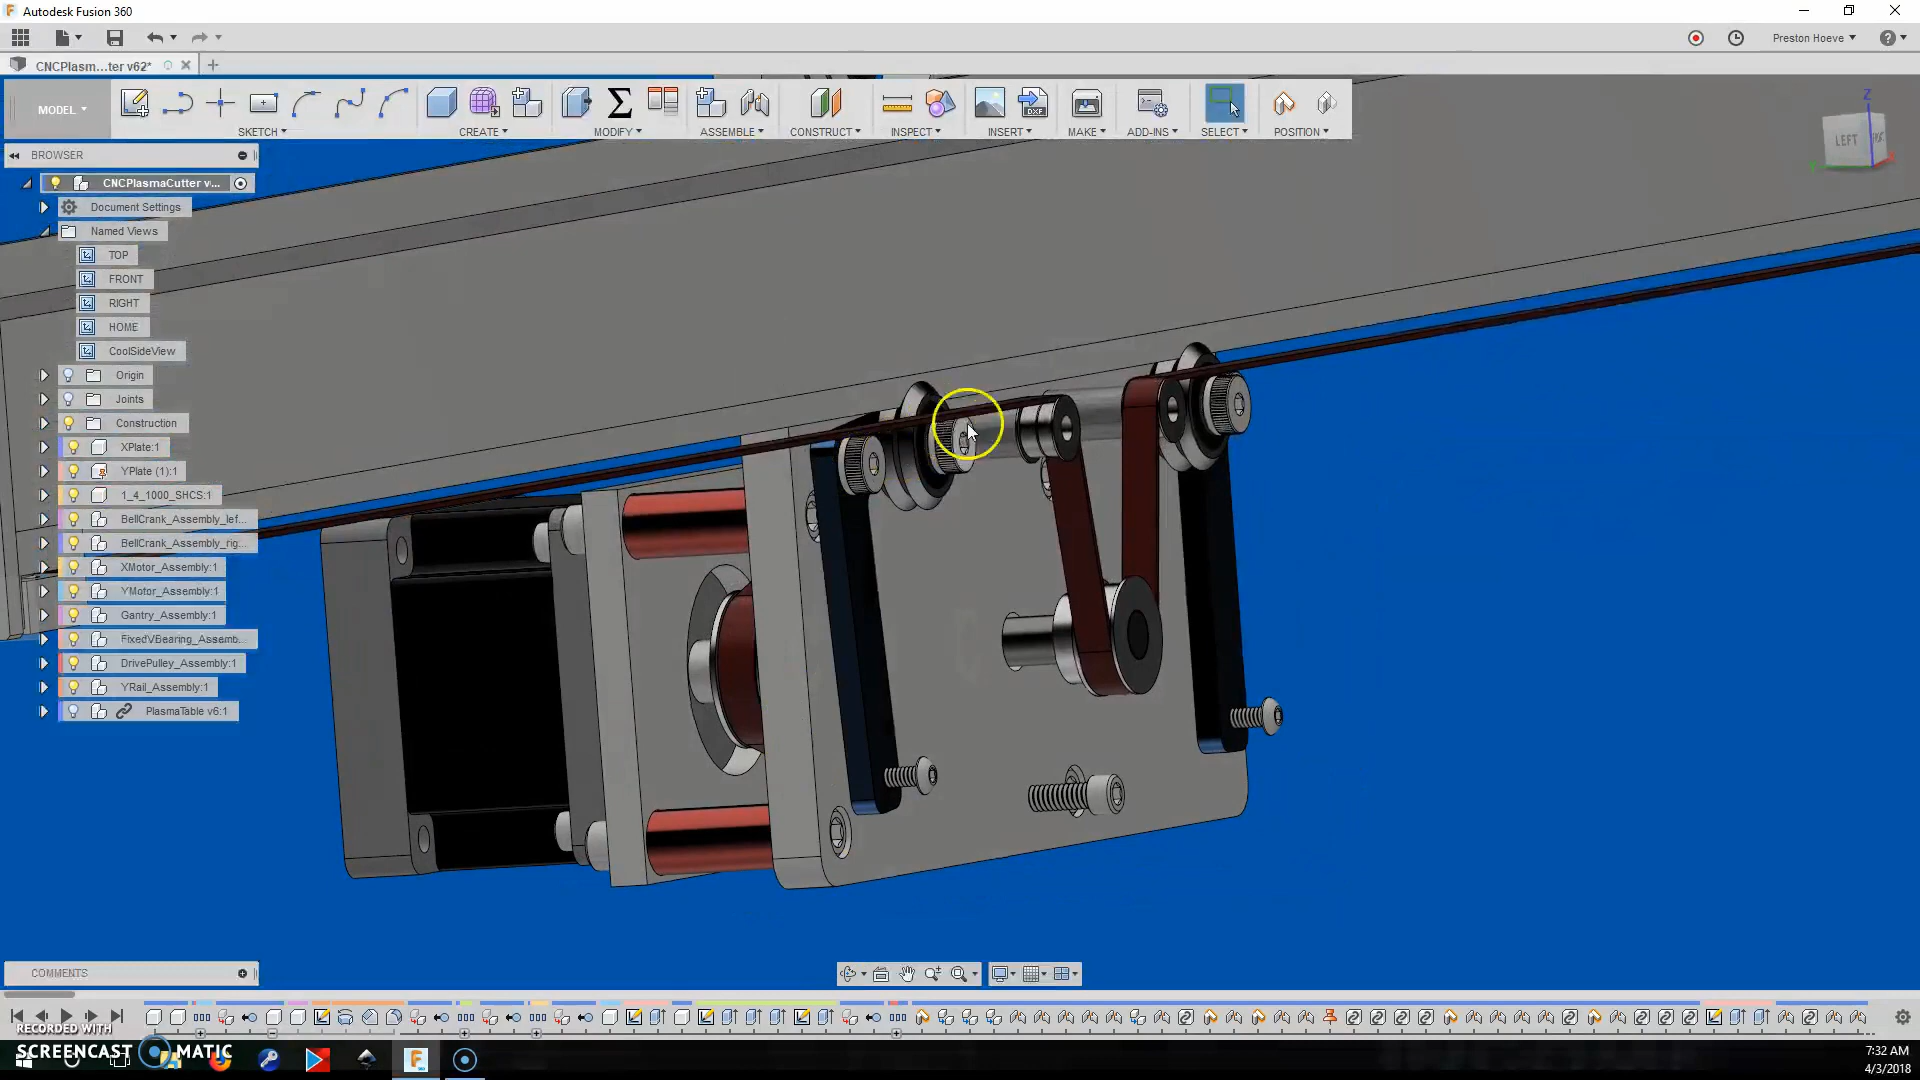 Autodesk Fusion 360
Preston Hoeve
CNCPlasm...ter v62*
MODEL
SKETCH
CREATE
MODIFY
ASSEMBLE
CONSTRUCT
INSPECT
INSERT
DXF
MAKE
ADD-INS
SELECT
POSITION
Z
LEFT
BROWSER
CNCPlasmaCutter v...
Document Settings
Named Views
TOP
FRONT
RIGHT
HOME
CoolSideView
Origin
Joints
Construction
XPlate:1
YPlate (1):1
1_4_1000_SHCS:1
BellCrank_Assembly_lef...
BellCrank_Assembly_rig...
XMotor_Assembly:1
YMotor_Assembly:1
Gantry_Assembly:1
FixedVBearing_Assemb...
DrivePulley_Assembly:1
YRail_Assembly:1
PlasmaTable v6:1
COMMENTS
RECORDED WITH
SCREENCAST MATIC
7:32 AM
4/3/2018